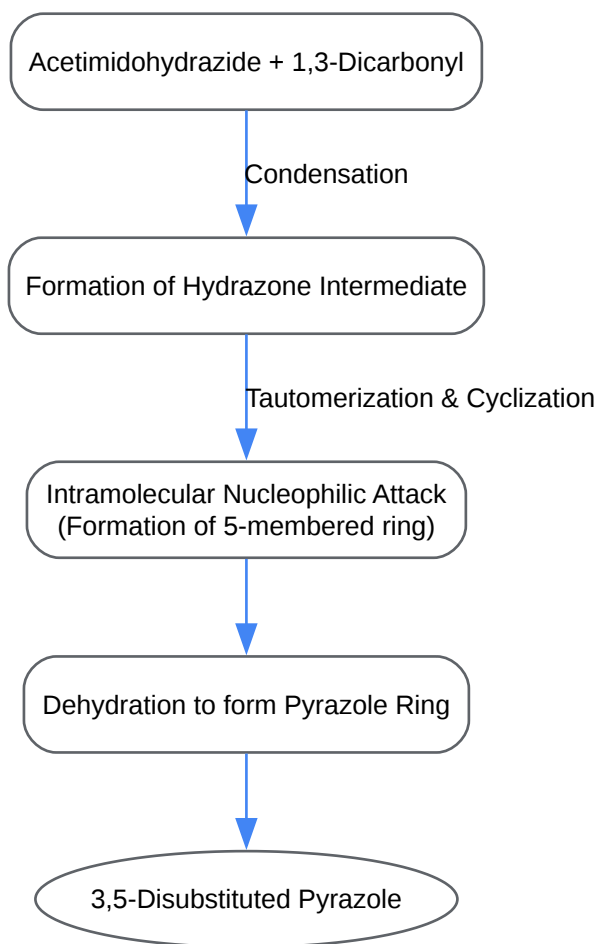 Acetimidohydrazide + 1,3-Dicarbonyl
Condensation
Formation of Hydrazone Intermediate
Tautomerization & Cyclization
Intramolecular Nucleophilic Attack
(Formation of 5-membered ring)
Dehydration to form Pyrazole Ring
3,5-Disubstituted Pyrazole